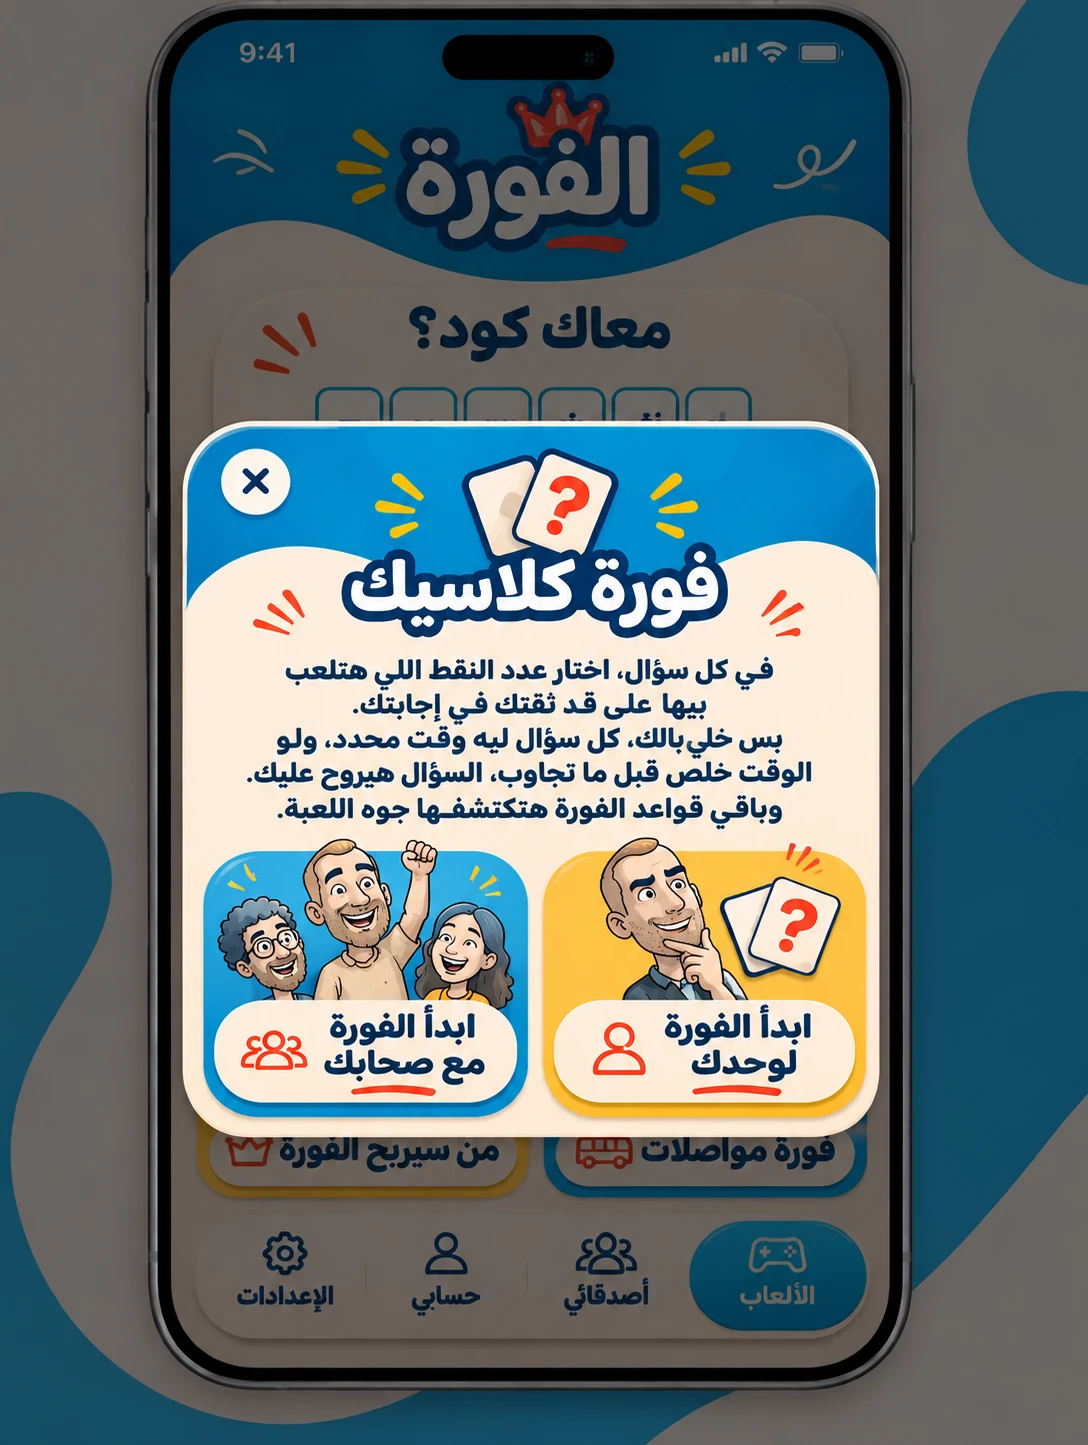 9:41
الفورة
معاك كود؟
فورة كلاسيك
في كل سؤال، اختار عدد النقط اللي هتلعب
بيها على قد ثقتك في إجابتك.
بس خلي بالك، كل سؤال ليه وقت محدد، ولو
الوقت خلص قبل ما تجاوب، السؤال هيروح عليك.
وباقي قواعد الفورة هتكتشفـها جوه اللعبة.
ابدأ الفورة
لوحدك
ابدأ الفورة
مع صحابك
فورة مواصلات
من سيربح الفورة
الألعاب
أصدقائي
حسابي
الإعدادات